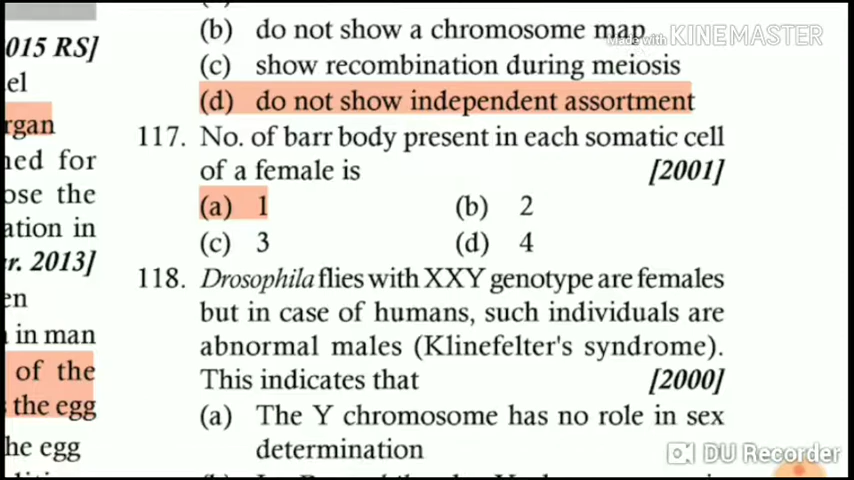 015 RS]
el
rgan
ned for
ose the
ation in
r. 2013]
en
in man
of the
the egg
he egg
(b) do not show a chromosome map
(c) show recombination during meiosis
(d) do not show independent assortment
117. No. of barr body present in each somatic cell
of a female is [2001]
(a) 1 (b) 2
(c) 3 (d) 4
118. Drosophila flies with XXY genotype are females
but in case of humans, such individuals are
abnormal males (Klinefelter's syndrome).
This indicates that [2000]
(a) The Y chromosome has no role in sex
determination
Made with KINEMASTER
DU Recorder